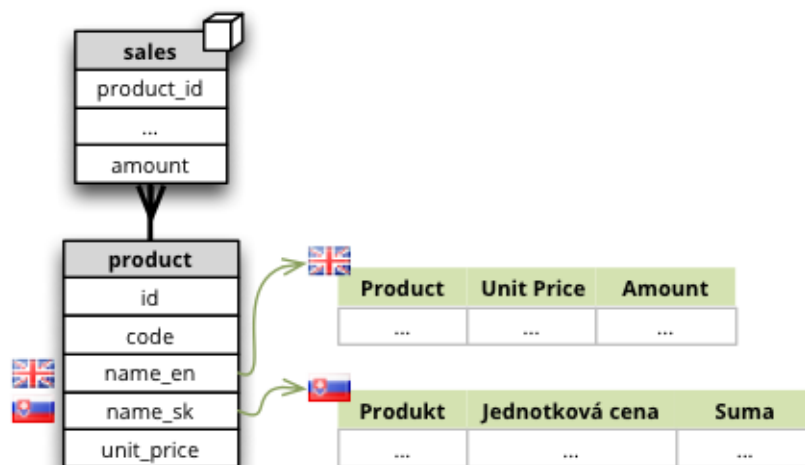 sales
product_id
...
amount
product
id
code
name_en
name_sk
unit_price
Product Unit Price Amount
... ... ...
Produkt Jednotková cena Suma
... ... ...